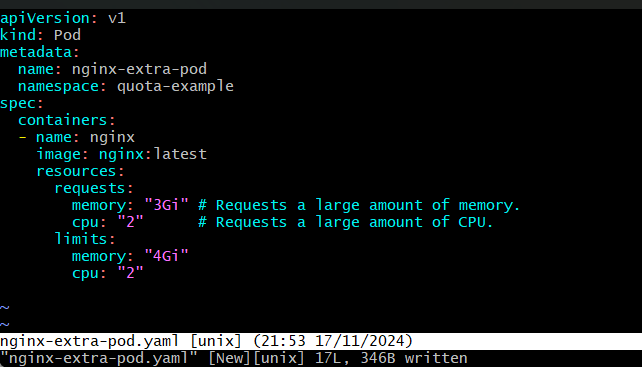 apiVersion: v1
kind: Pod
metadata:
  name: nginx-extra-pod
  namespace: quota-example
spec:
  containers:
  - name: nginx
    image: nginx:latest
    resources:
      requests:
        memory: "3Gi" # Requests a large amount of memory.
        cpu: "2"      # Requests a large amount of CPU.
      limits:
        memory: "4Gi"
        cpu: "2"
~
~
nginx-extra-pod.yaml [unix] (21:53 17/11/2024)
"nginx-extra-pod.yaml" [New][unix] 17L, 346B written